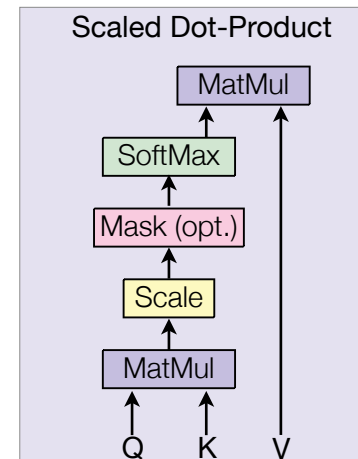 Scaled Dot-Product
MatMul
SoftMax
Mask (opt.)
Scale
MatMul
Q K V